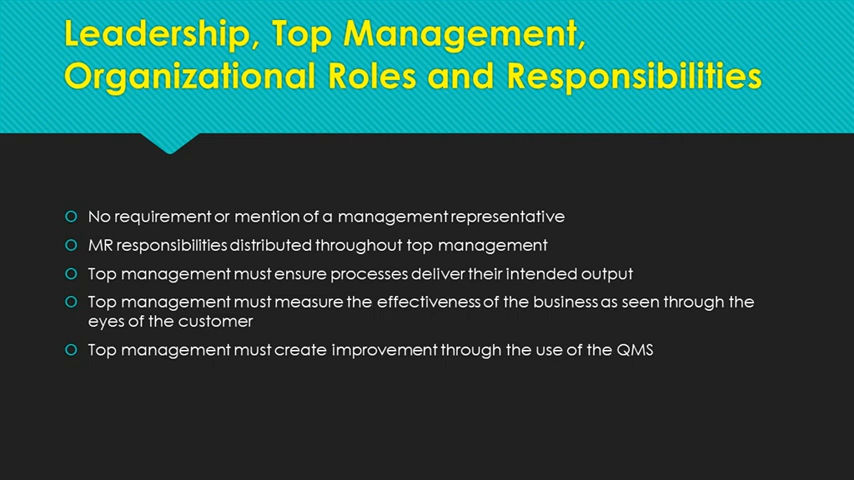 Leadership, Top Management,
Organizational Roles and Responsibilities
No requirement or mention of a management representative
MR responsibilities distributed throughout top management
Top management must ensure processes deliver their intended output
Top management must measure the effectiveness of the business as seen through the
eyes of the customer
Top management must create improvement through the use of the QMS